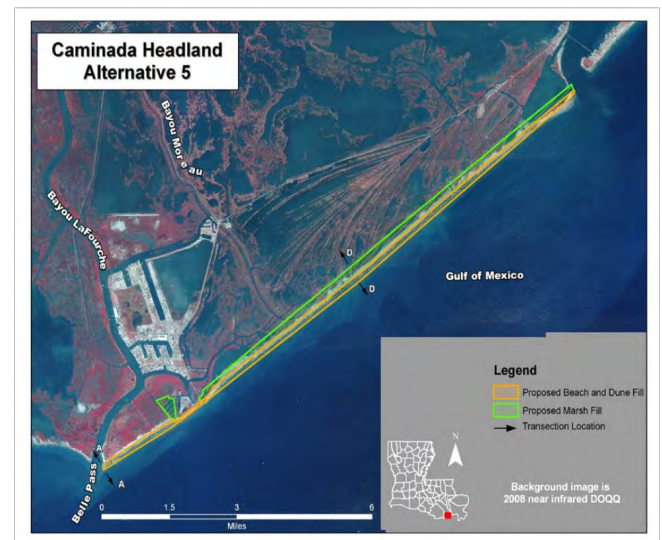 Caminada Headland
Alternative 5
Bayou Moreau
Bayou LaFourche
D
D
Gulf of Mexico
A
A
Belle Pass
0 1.5 3 6
Miles
Legend
Proposed Beach and Dune Fill
Proposed Marsh Fill
Transection Location
N
Background image is
2008 near infrared DOQQ